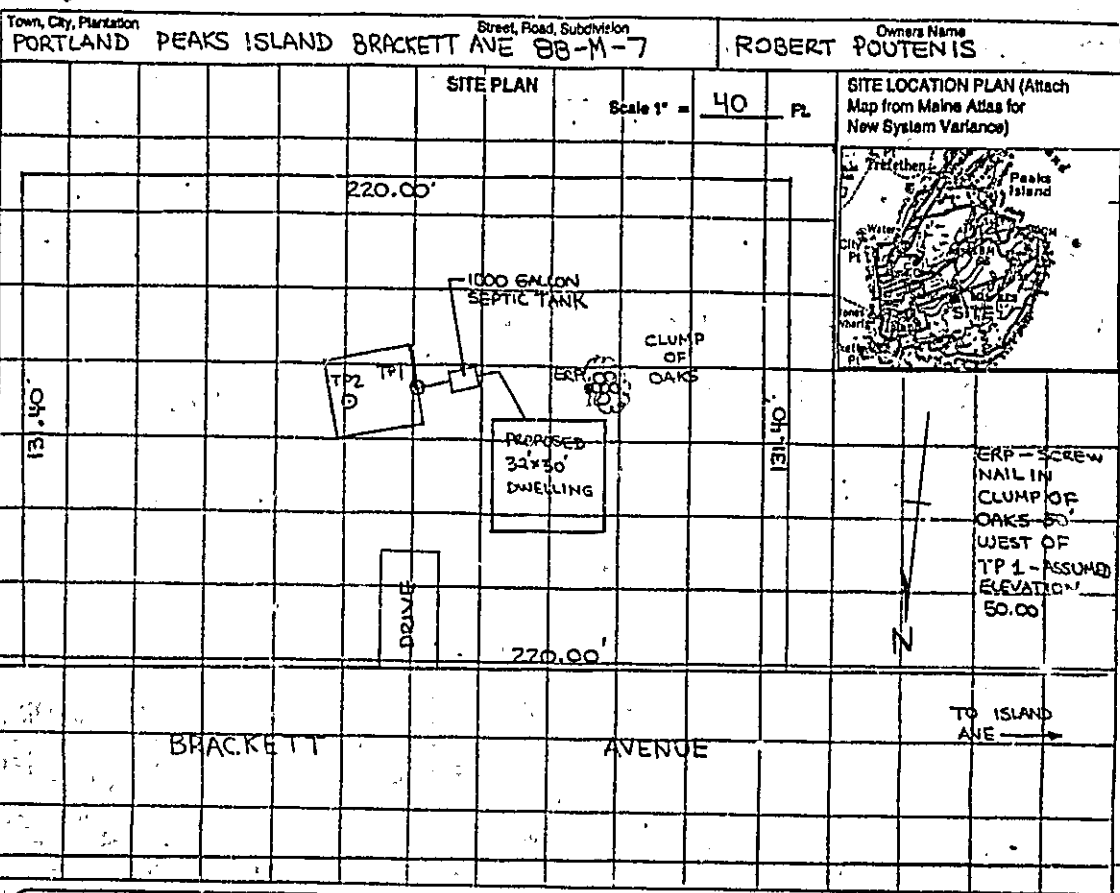 Town, City, Plantation
Street, Road, Subdivision
Owners Name
PORTLAND PEAKS ISLAND BRACKETT AVE 88-M-7
ROBERT POUTENIS
SITE PLAN
Scale 1" = 40 Ft.
SITE LOCATION PLAN (Attach
Map from Maine Atlas for
New System Variance)
Trefethen
Peaks
Island
Water
City
Pt
SITE
220.00'
1000 GALLON
SEPTIC TANK
CLUMP
OF
OAKS
ERP
TP2
TP1
131.40'
131.40'
PROPOSED
32'x30'
DWELLING
ERP - SCREW
NAIL IN
CLUMP OF
OAKS 50'
WEST OF
TP 1 - ASSUMED
ELEVATION
50.00
N
DRIVE
220.00'
BRACKETT AVENUE
TO ISLAND
AVE